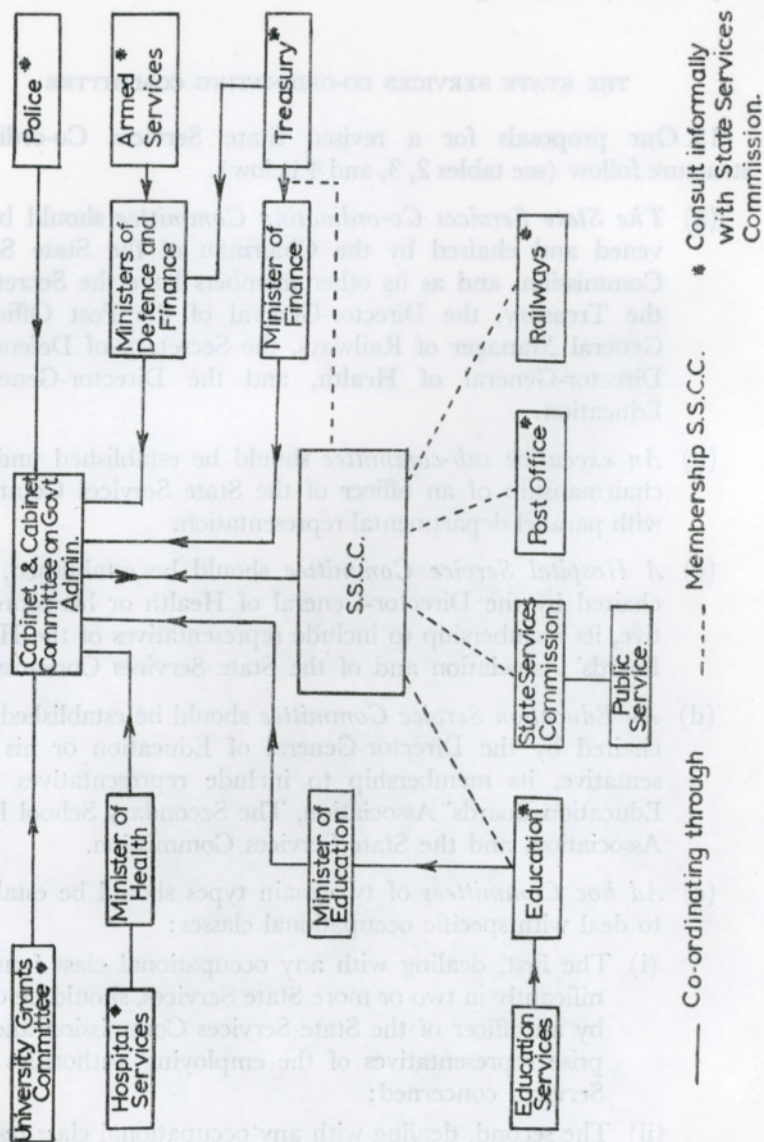 University Grants
Committee *
Cabinet & Cabinet
Committee on Govt.
Admin.
Police *
Hospital *
Services
Minister of
Health
Ministers of
Defence and
Finance
Armed *
Services
Minister of
Education
Minister of
Finance
Treasury *
S.S.C.C.
Education
Services
Education *
State Services
Commission
Post Office *
Railways *
Public
Service.
—— Co-ordinating through
---- Membership S.S.C.C.
* Consult informally
with State Services
Commission.